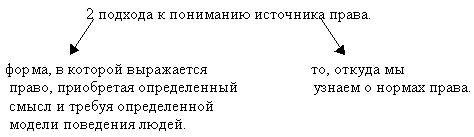 2 подхода к пониманию источника права.
форма, в которой выражается
право, приобретая определенный
смысл и требуя определенной
модели поведения людей.
то, откуда мы
узнаем о нормах права.